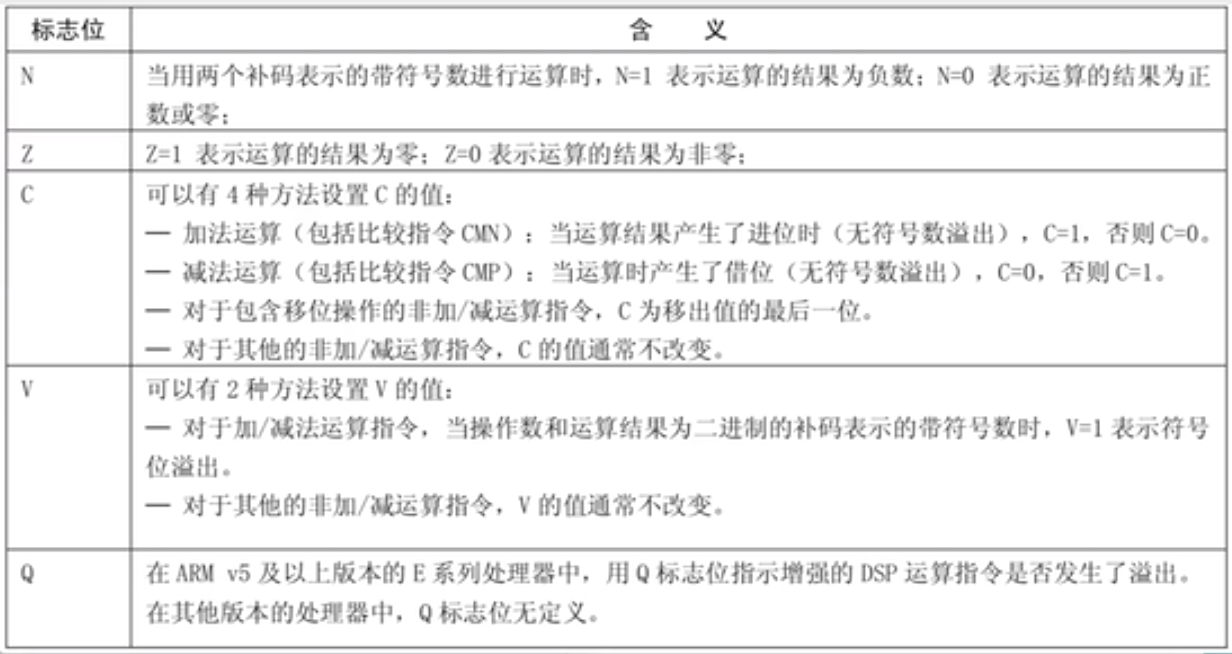 标志位 含 义
N 当用两个补码表示的带符号数进行运算时，N=1 表示运算的结果为负数；N=0 表示运算的结果为正
数或零；
Z Z=1 表示运算的结果为零；Z=0 表示运算的结果为非零；
C 可以有 4 种方法设置 C 的值：
— 加法运算（包括比较指令 CMN）：当运算结果产生了进位时（无符号数溢出），C=1，否则 C=0。
— 减法运算（包括比较指令 CMP）：当运算时产生了借位（无符号数溢出），C=0，否则 C=1。
— 对于包含移位操作的非加/减运算指令，C 为移出值的最后一位。
— 对于其他的非加/减运算指令，C 的值通常不改变。
V 可以有 2 种方法设置 V 的值：
— 对于加/减法运算指令，当操作数和运算结果为二进制的补码表示的带符号数时，V=1 表示符号
位溢出。
— 对于其他的非加/减运算指令，V 的值通常不改变。
Q 在 ARM v5 及以上版本的 E 系列处理器中，用 Q 标志位指示增强的 DSP 运算指令是否发生了溢出。
在其他版本的处理器中，Q 标志位无定义。